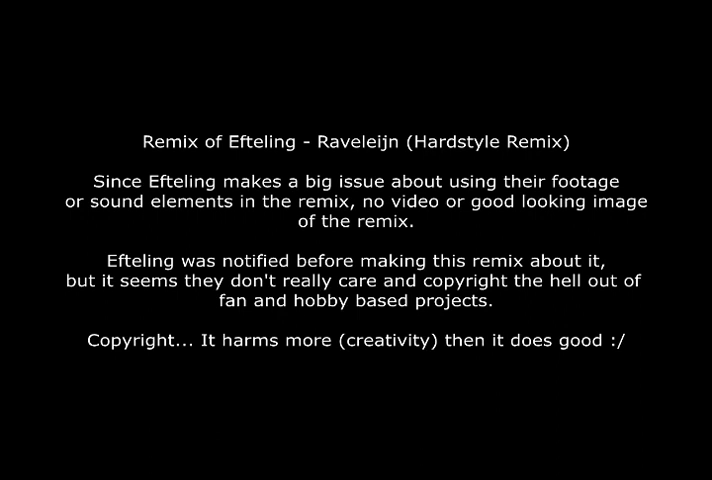 Remix of Efteling - Raveleijn (Hardstyle Remix)
Since Efteling makes a big issue about using their footage
or sound elements in the remix, no video or good looking image
of the remix.
Efteling was notified before making this remix about it,
but it seems they don't really care and copyright the hell out of
fan and hobby based projects.
Copyright... It harms more (creativity) then it does good :/